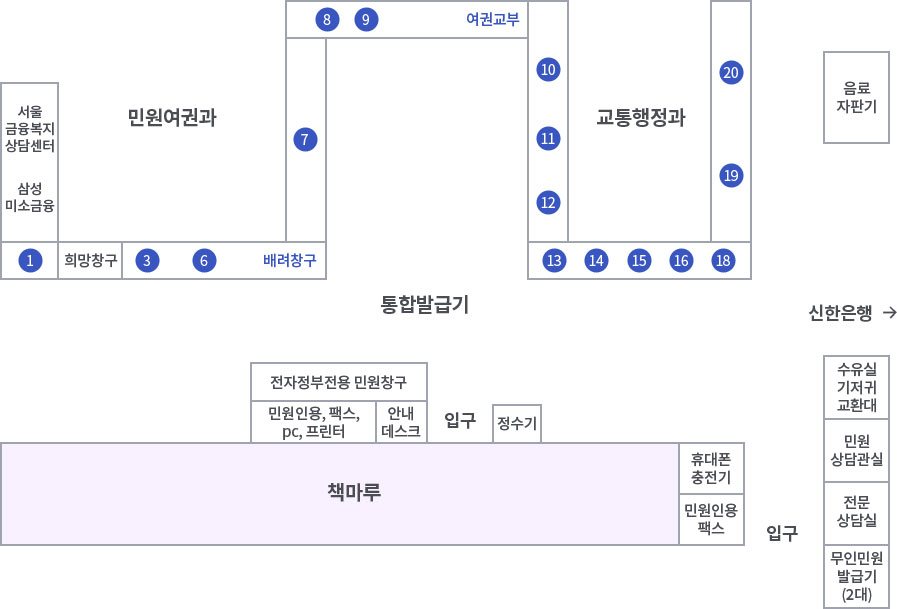 8
9
여권교부
10
11
12
20
19
7
민원여권과
교통행정과
음료
자판기
서울
금융복지
상담센터
삼성
미소금융
1
희망창구
3
6
배려창구
13
14
15
16
18
통합발급기
신한은행 →
전자정부전용 민원창구
민원인용, 팩스,
pc, 프린터
안내
데스크
입구
정수기
책마루
휴대폰
충전기
민원인용
팩스
입구
수유실
기저귀
교환대
민원
상담관실
전문
상담실
무인민원
발급기
(2대)